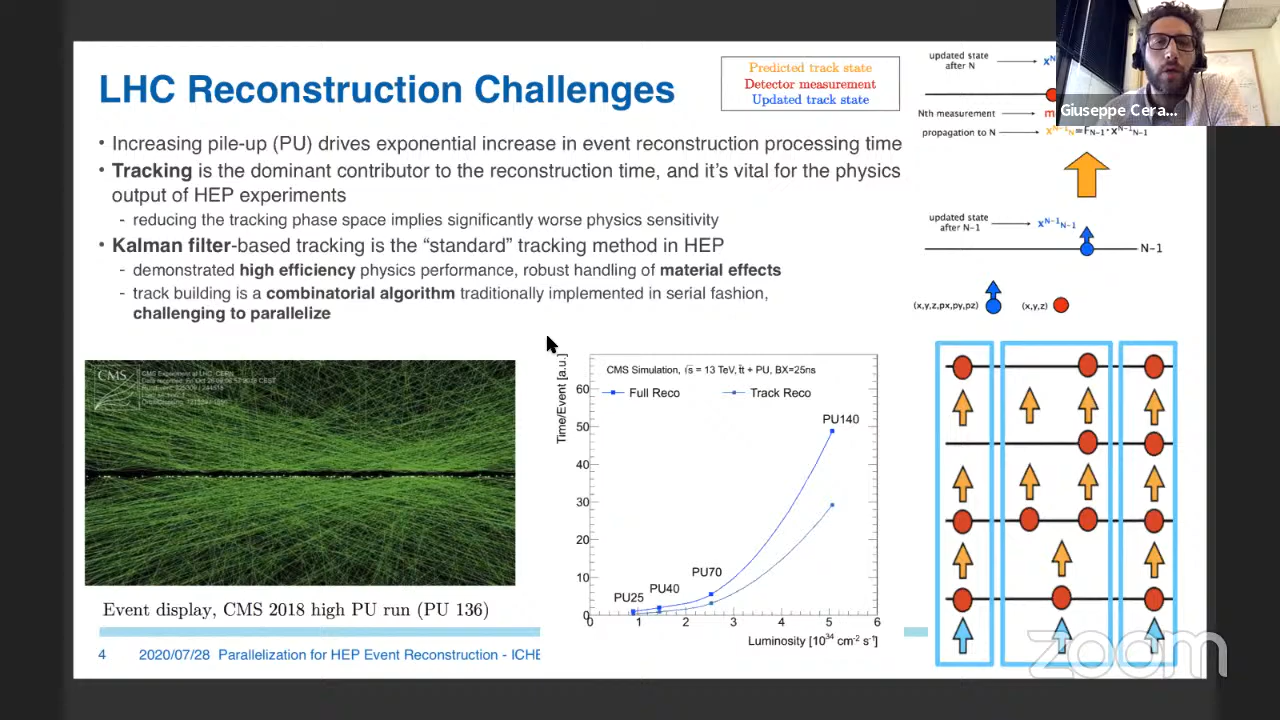 LHC Reconstruction Challenges
Predicted track state
Detector measurement
Updated track state
• Increasing pile-up (PU) drives exponential increase in event reconstruction processing time
• Tracking is the dominant contributor to the reconstruction time, and it’s vital for the physics
output of HEP experiments
- reducing the tracking phase space implies significantly worse physics sensitivity
• Kalman filter-based tracking is the “standard” tracking method in HEP
- demonstrated high efficiency physics performance, robust handling of material effects
- track building is a combinatorial algorithm traditionally implemented in serial fashion,
challenging to parallelize
updated state
after N
Giuseppe Cera...
Nth measurement
propagation to N
updated state
after N-1
N-1
(x,y,z,px,py,pz)
(x,y,z)
CMS
Event display, CMS 2018 high PU run (PU 136)
CMS Simulation, √s = 13 TeV, tt̄ + PU, BX=25ns
Full Reco
Track Reco
Time/Event [a.u.]
60
50
40
30
20
10
0
PU140
PU70
PU40
PU25
0 1 2 3 4 5 6
Luminosity [10³⁴ cm⁻² s⁻¹]
4
2020/07/28 Parallelization for HEP Event Reconstruction - ICHE
zoom